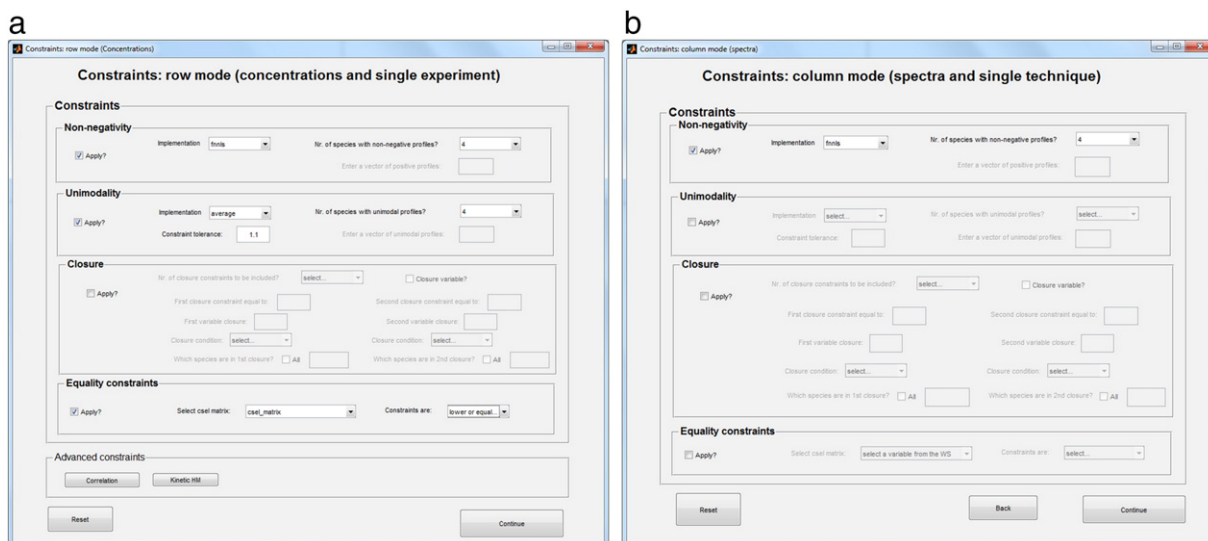 a
Constraints: row mode (Concentrations)
Constraints: row mode (concentrations and single experiment)
Constraints
Non-negativity
Apply?
Implementation
fnnls
Nr. of species with non-negative profiles?
4
Enter a vector of positive profiles:
Unimodality
Apply?
Implementation
average
Nr. of species with unimodal profiles?
4
Constraint tolerance:
1.1
Enter a vector of unimodal profiles:
Closure
Apply?
Nr. of closure constraints to be included?
select...
Closure variable?
First closure constraint equal to:
Second closure constraint equal to:
First variable closure:
Second variable closure:
Closure condition:
select...
Closure condition:
select...
Which species are in 1st closure?
All
Which species are in 2nd closure?
All
Equality constraints
Apply?
Select csel matrix:
csel_matrix
Constraints are:
lower or equal...
Advanced constraints
Correlation
Kinetic HM
Reset
Continue
b
Constraints: column mode (spectra)
Constraints: column mode (spectra and single technique)
Constraints
Non-negativity
Apply?
Implementation
fnnls
Nr. of species with non-negative profiles?
4
Enter a vector of positive profiles:
Unimodality
Apply?
Implementation:
select...
Nr. of species with unimodal profiles?
select...
Constraint tolerance:
Enter a vector of unimodal profiles:
Closure
Apply?
Nr. of closure constraints to be included?
select...
Closure variable?
First closure constraint equal to:
Second closure constraint equal to:
First variable closure:
Second variable closure:
Closure condition:
select...
Closure condition:
select...
Which species are in 1st closure?
All
Which species are in 2nd closure?
All
Equality constraints
Apply?
Select csel matrix:
select a variable from the WS
Constraints are:
select...
Reset
Back
Continue